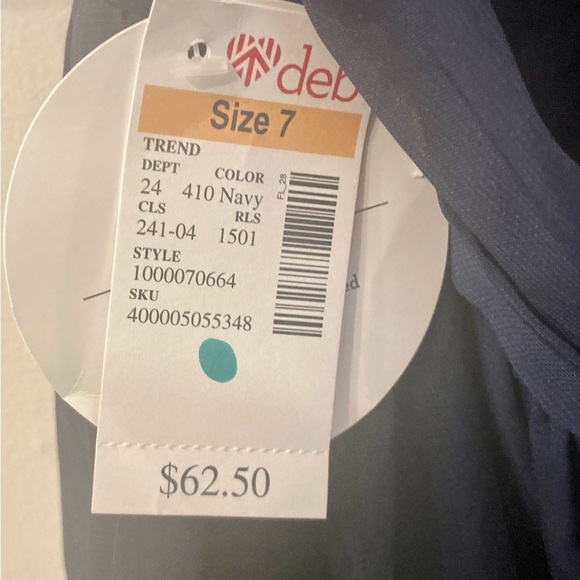 deb
Size 7
TREND
DEPT COLOR
24 410 Navy
CLS RLS
241-04 1501
STYLE
1000070664
SKU
400005055348
FL_28
$62.50